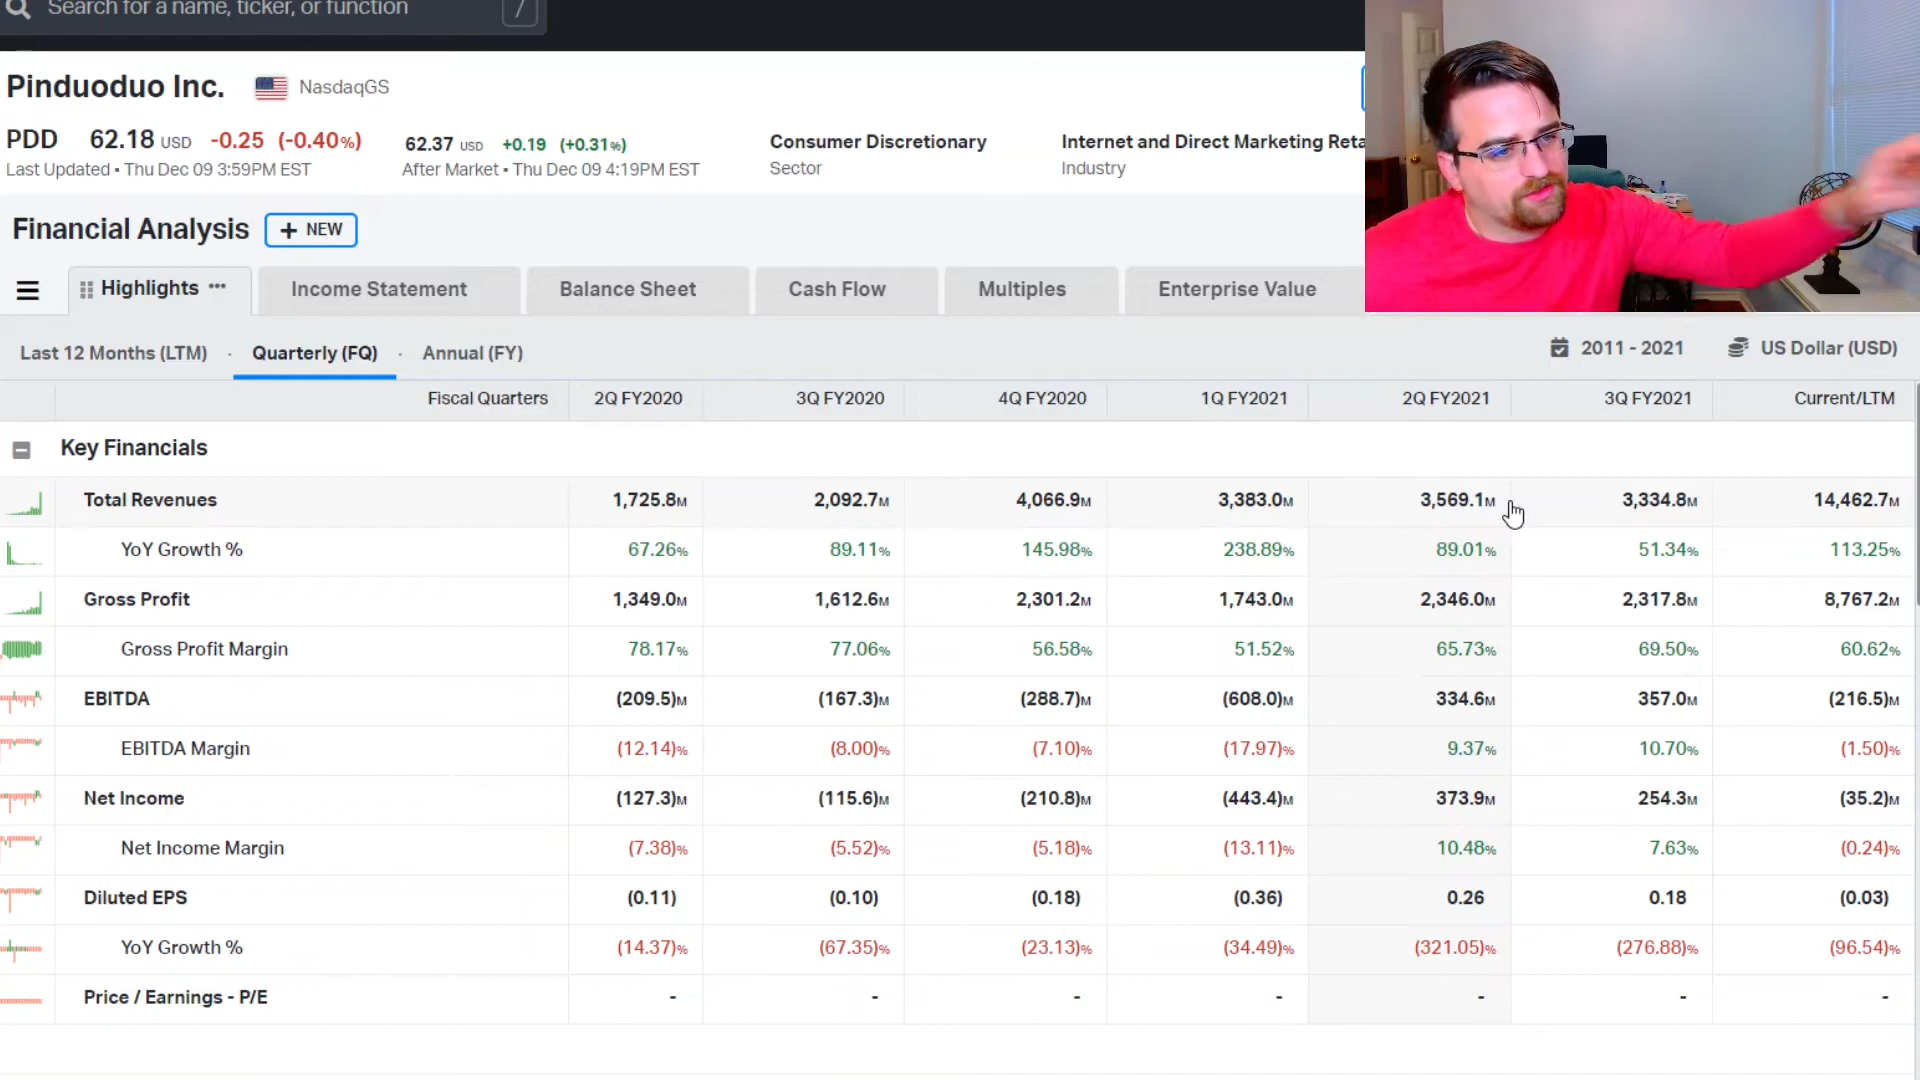 Search for a name, ticker, or function /
Pinduoduo Inc. NasdaqGS
PDD 62.18 USD -0.25 (-0.40%) 62.37 USD +0.19 (+0.31%) Consumer Discretionary Internet and Direct Marketing Reta
Last Updated • Thu Dec 09 3:59PM EST After Market • Thu Dec 09 4:19PM EST Sector Industry
Financial Analysis + NEW
Highlights ••• Income Statement Balance Sheet Cash Flow Multiples Enterprise Value
Last 12 Months (LTM) · Quarterly (FQ) · Annual (FY) 2011 - 2021 US Dollar (USD)
Fiscal Quarters 2Q FY2020 3Q FY2020 4Q FY2020 1Q FY2021 2Q FY2021 3Q FY2021 Current/LTM
Key Financials
Total Revenues 1,725.8M 2,092.7M 4,066.9M 3,383.0M 3,569.1M 3,334.8M 14,462.7M
YoY Growth % 67.26% 89.11% 145.98% 238.89% 89.01% 51.34% 113.25%
Gross Profit 1,349.0M 1,612.6M 2,301.2M 1,743.0M 2,346.0M 2,317.8M 8,767.2M
Gross Profit Margin 78.17% 77.06% 56.58% 51.52% 65.73% 69.50% 60.62%
EBITDA (209.5)M (167.3)M (288.7)M (608.0)M 334.6M 357.0M (216.5)M
EBITDA Margin (12.14)% (8.00)% (7.10)% (17.97)% 9.37% 10.70% (1.50)%
Net Income (127.3)M (115.6)M (210.8)M (443.4)M 373.9M 254.3M (35.2)M
Net Income Margin (7.38)% (5.52)% (5.18)% (13.11)% 10.48% 7.63% (0.24)%
Diluted EPS (0.11) (0.10) (0.18) (0.36) 0.26 0.18 (0.03)
YoY Growth % (14.37)% (67.35)% (23.13)% (34.49)% (321.05)% (276.88)% (96.54)%
Price / Earnings - P/E - - - - - - -